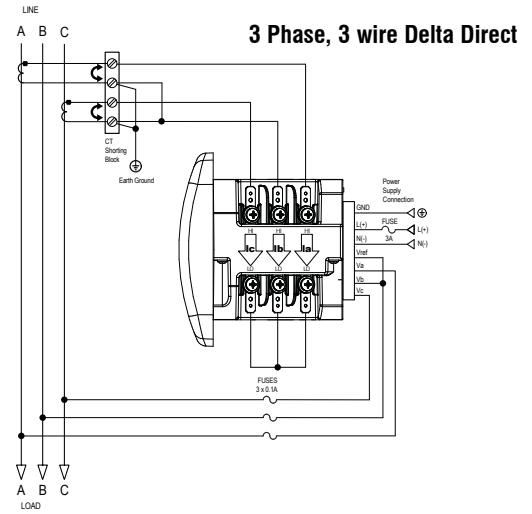 LINE
A B C
3 Phase, 3 wire Delta Direct
CT
Shorting
Block
Earth Ground
Power
Supply
Connection
GND
L(+)
FUSE
L(+)
N(-)
3A
N(-)
Vref
Va
Vb
Vc
HI HI HI
Ic Ib Ia
LO LO LO
FUSES
3 x 0.1A
A B C
LOAD